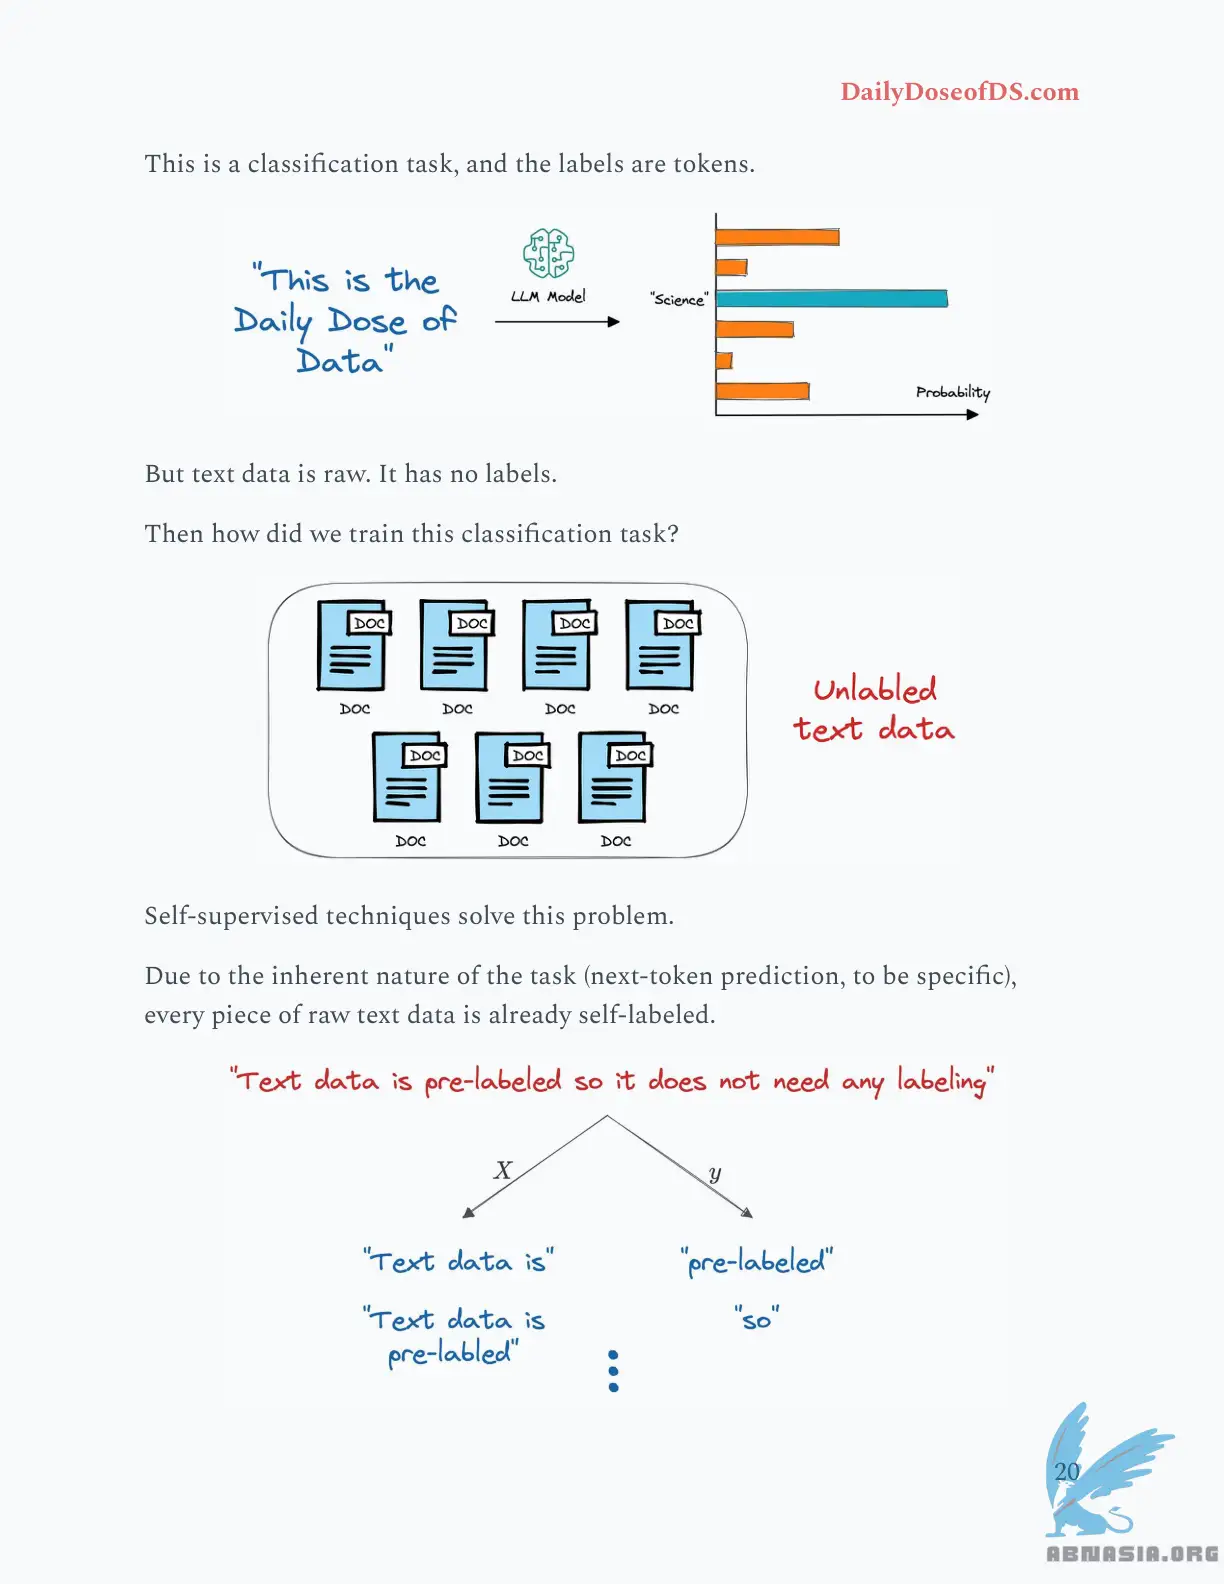 DailyDoseofDS.com
This is a classification task, and the labels are tokens.
"This is the
Daily Dose of
Data"
LLM Model
"Science"
Probability
But text data is raw. It has no labels.
Then how did we train this classification task?
DOC
DOC
DOC
DOC
DOC
DOC
DOC
DOC
DOC
DOC
DOC
DOC
DOC
DOC
Unlabled
text data
Self-supervised techniques solve this problem.
Due to the inherent nature of the task (next-token prediction, to be specific),
every piece of raw text data is already self-labeled.
"Text data is pre-labeled so it does not need any labeling"
X
y
"Text data is"
"pre-labeled"
"Text data is
pre-labled"
"so"
20
ABNASIA.ORG